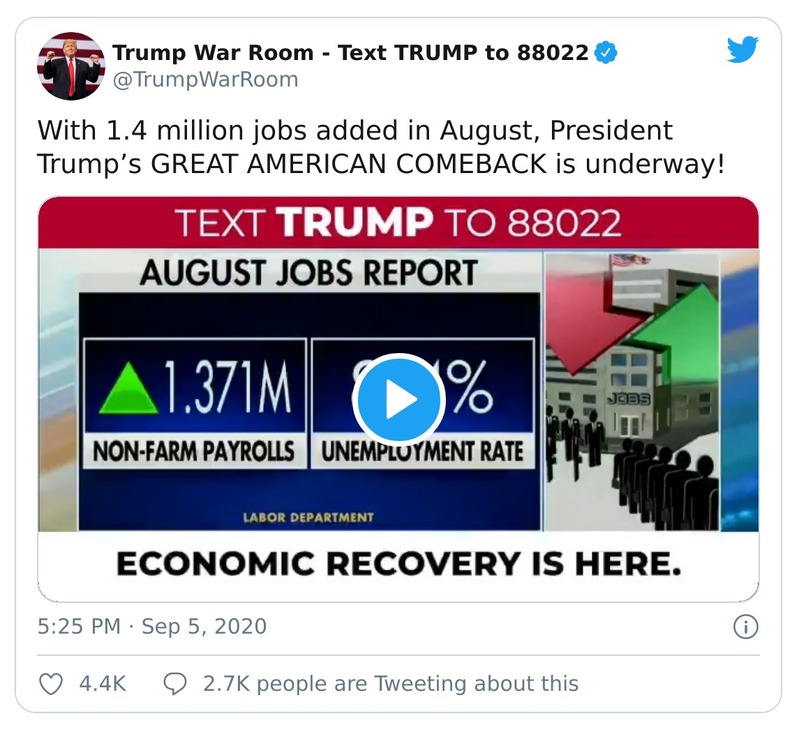 Trump War Room - Text TRUMP to 88022
@TrumpWarRoom
With 1.4 million jobs added in August, President
Trump’s GREAT AMERICAN COMEBACK is underway!
TEXT TRUMP TO 88022
AUGUST JOBS REPORT
1.371M
%
NON-FARM PAYROLLS
UNEMPLOYMENT RATE
JOBS
LABOR DEPARTMENT
ECONOMIC RECOVERY IS HERE.
5:25 PM · Sep 5, 2020
4.4K
2.7K people are Tweeting about this